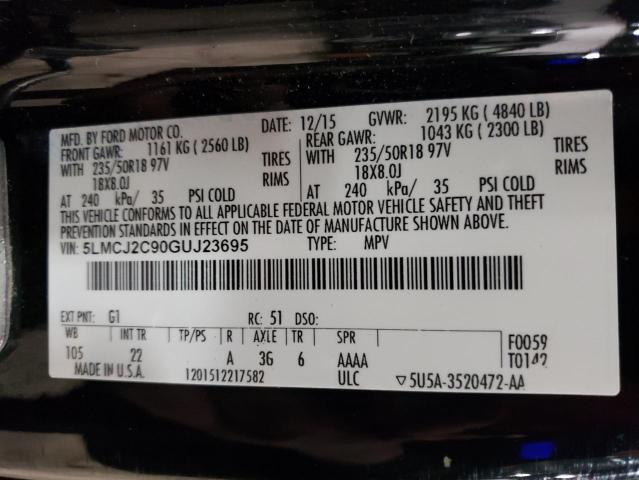 MFD. BY FORD MOTOR CO. DATE: 12/15 GVWR: 2195 KG ( 4840 LB)
FRONT GAWR: 1161 KG ( 2560 LB) REAR GAWR: 1043 KG ( 2300 LB)
WITH 235/50R18 97V TIRES WITH 235/50R18 97V TIRES
18X8.0J RIMS 18X8.0J RIMS
AT 240 kPa/ 35 PSI COLD AT 240 kPa/ 35 PSI COLD
THIS VEHICLE CONFORMS TO ALL APPLICABLE FEDERAL MOTOR VEHICLE SAFETY AND THEFT
PREVENTION STANDARDS IN EFFECT ON THE DATE OF MANUFACTURE SHOWN ABOVE.
VIN: 5LMCJ2C90GUJ23695 TYPE: MPV
EXT PNT: G1 RC: 51 DSO:
WB INT TR TP/PS R AXLE TR SPR F0059
105 22 A 3G 6 AAAA T0142
MADE IN U.S.A. 1201512217582 ULC ▽5U5A-3520472-AA